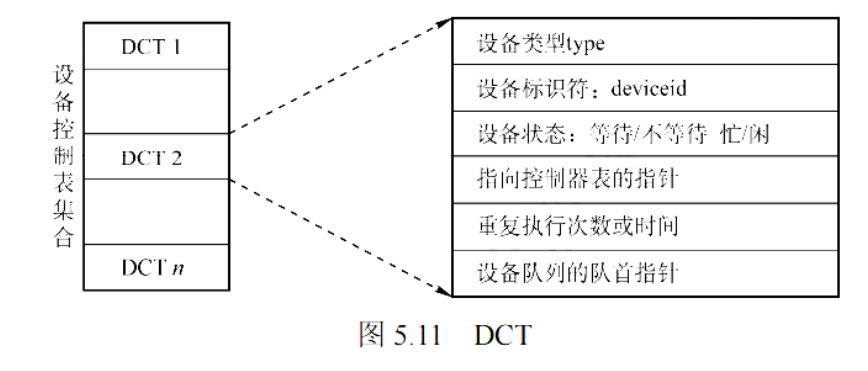 设备控制表集合
DCT 1
DCT 2
DCT n
设备类型type
设备标识符：deviceid
设备状态：等待/不等待 忙/闲
指向控制器表的指针
重复执行次数或时间
设备队列的队首指针
图 5.11 DCT